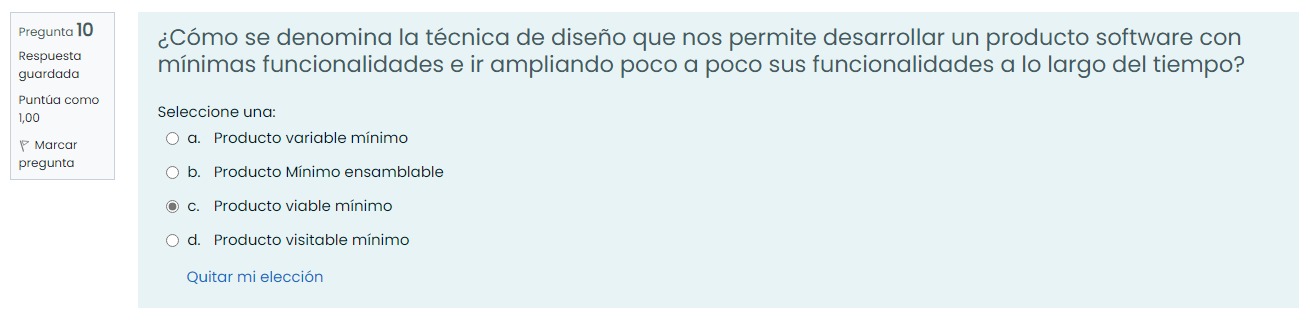 Pregunta 10
Respuesta
guardada
Puntúa como
1,00
Marcar
pregunta
¿Cómo se denomina la técnica de diseño que nos permite desarrollar un producto software con
mínimas funcionalidades e ir ampliando poco a poco sus funcionalidades a lo largo del tiempo?
Seleccione una:
a. Producto variable mínimo
b. Producto Mínimo ensamblable
c. Producto viable mínimo
d. Producto visitable mínimo
Quitar mi elección